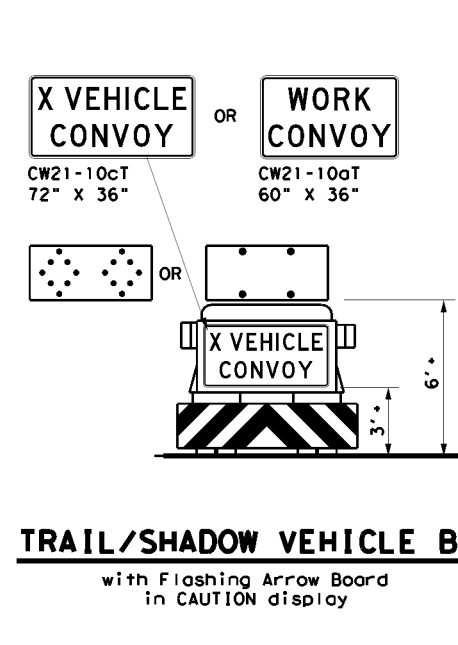 X VEHICLE
CONVOY
OR
WORK
CONVOY
CW21-10cT
72" X 36"
CW21-10aT
60" X 36"
OR
X VEHICLE
CONVOY
6'+
3'+
TRAIL/SHADOW VEHICLE B
with Flashing Arrow Board
in CAUTION display